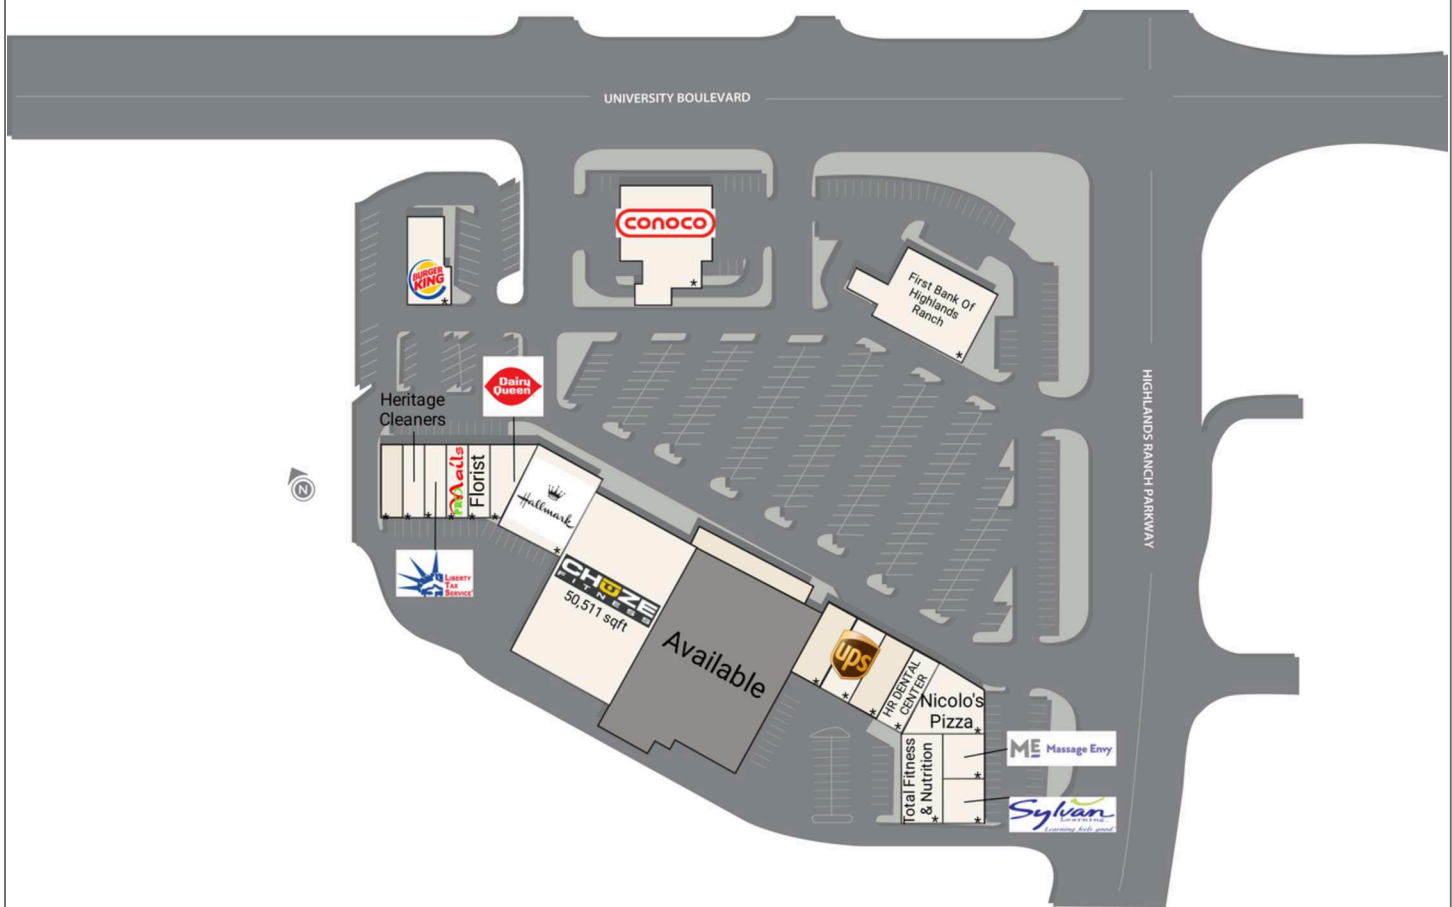 UNIVERSITY BOULEVARD
CONOCO
BURGER
KING
First Bank Of
Highlands
Ranch
Dairy
Queen
Heritage
Cleaners
HIGHLANDS RANCH PARKWAY
N
PRO Nails
Florist
Hallmark
LIBERTY
TAX
SERVICE
CHUZE
FITNESS
50,511 sqft
Available
ups
HR DENTAL
CENTER
Nicolo's
Pizza
Total Fitness
& Nutrition
ME Massage Envy
Sylvan
Learning
Learning feels good